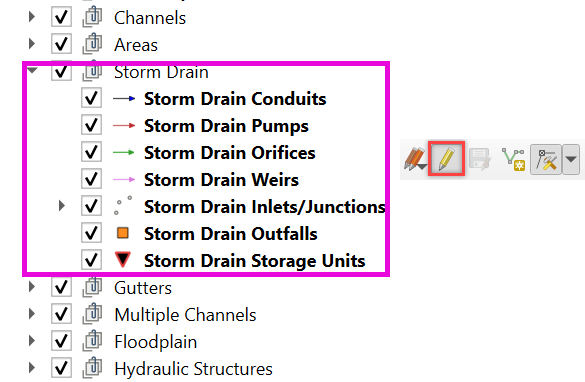 Channels
Areas
Storm Drain
Storm Drain Conduits
Storm Drain Pumps
Storm Drain Orifices
Storm Drain Weirs
Storm Drain Inlets/Junctions
Storm Drain Outfalls
Storm Drain Storage Units
Gutters
Multiple Channels
Floodplain
Hydraulic Structures